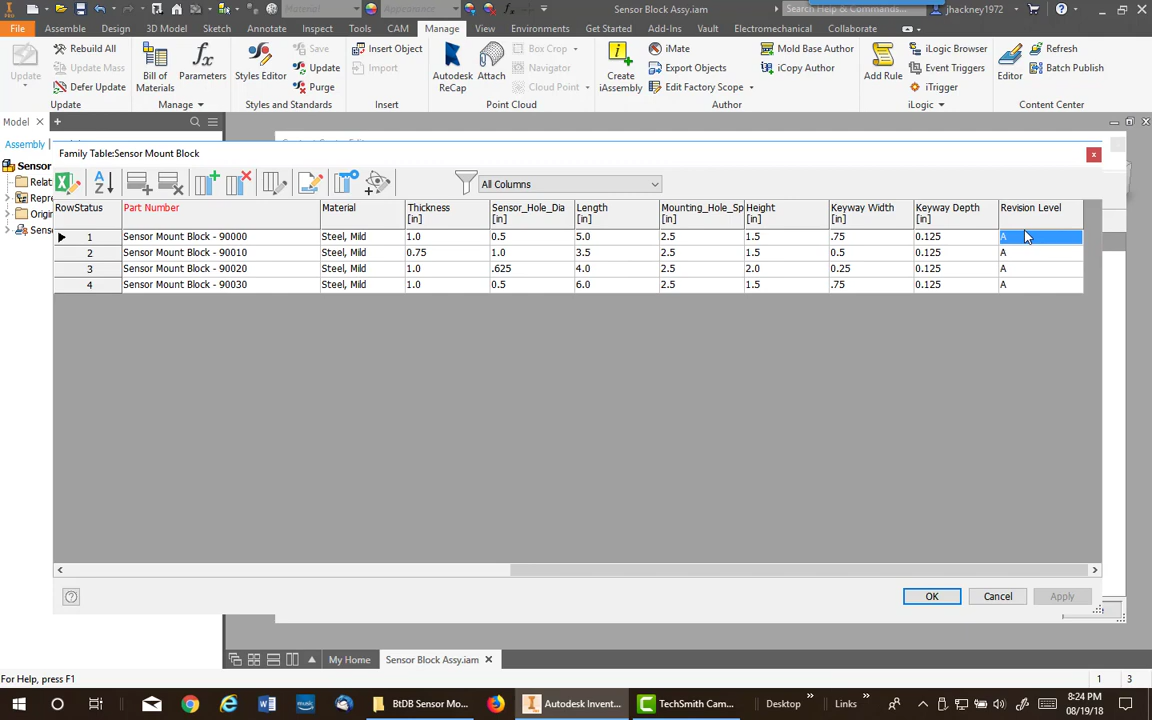 Material Appearance Sensor Block Assy.iam Search Help & Commands... jhackney1972
File Assemble Design 3D Model Sketch Annotate Inspect Tools Manage View Environments Get Started Add-Ins Vault Electromechanical Collaborate
Update Rebuild All Update Mass Defer Update
Update
Bill of Materials Parameters
Manage
Styles Editor Save Update Purge
Styles and Standards
Insert Object Import
Insert
Autodesk ReCap Attach Box Crop Navigator Cloud Point
Point Cloud
Create iAssembly iMate Export Objects Edit Factory Scope Mold Base Author iCopy Author
Author
Add Rule iLogic Browser Event Triggers iTrigger
iLogic
Editor Refresh Batch Publish
Content Center
Model
Assembly
Sensor
Relat
Repre
Origin
Senso
Family Table:Sensor Mount Block
All Columns
RowStatus Part Number Material Thickness [in] Sensor_Hole_Dia [in] Length [in] Mounting_Hole_Sp [in] Height [in] Keyway Width [in] Keyway Depth [in] Revision Level
1 Sensor Mount Block - 90000 Steel, Mild 1.0 0.5 5.0 2.5 1.5 .75 0.125 A
2 Sensor Mount Block - 90010 Steel, Mild 0.75 1.0 3.5 2.5 1.5 0.5 0.125 A
3 Sensor Mount Block - 90020 Steel, Mild 1.0 .625 4.0 2.5 2.0 0.25 0.125 A
4 Sensor Mount Block - 90030 Steel, Mild 1.0 0.5 6.0 2.5 1.5 .75 0.125 A
OK Cancel Apply
My Home Sensor Block Assy.iam
For Help, press F1 1 3
BtDB Sensor Mo... Autodesk Invent... TechSmith Cam... Desktop Links 8:24 PM
08/19/18